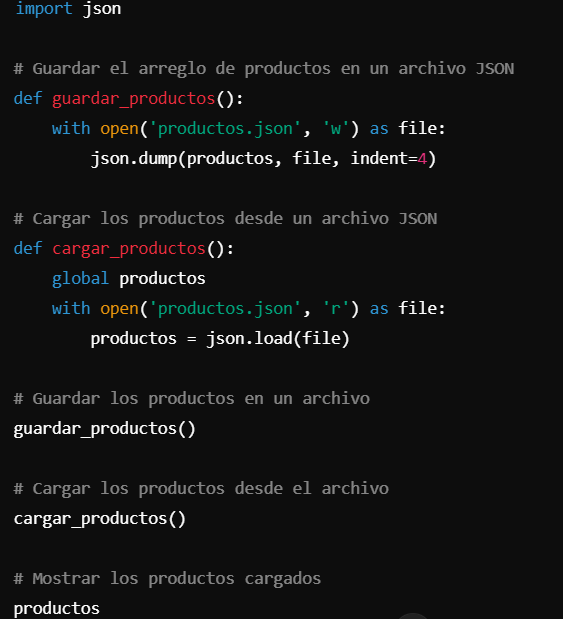 import json
# Guardar el arreglo de productos en un archivo JSON
def guardar_productos():
    with open('productos.json', 'w') as file:
        json.dump(productos, file, indent=4)
# Cargar los productos desde un archivo JSON
def cargar_productos():
    global productos
    with open('productos.json', 'r') as file:
        productos = json.load(file)
# Guardar los productos en un archivo
guardar_productos()
# Cargar los productos desde el archivo
cargar_productos()
# Mostrar los productos cargados
productos